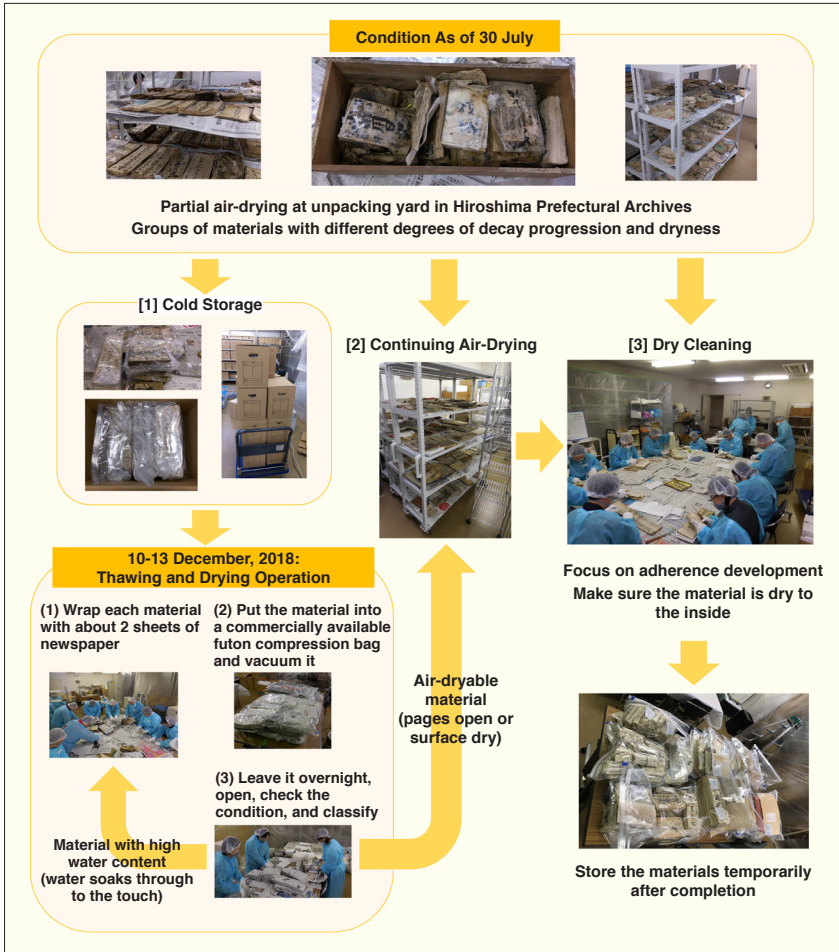 Condition As of 30 July
Partial air-drying at unpacking yard in Hiroshima Prefectural Archives
Groups of materials with different degrees of decay progression and dryness
[1] Cold Storage
[2] Continuing Air-Drying
[3] Dry Cleaning
10-13 December, 2018:
Thawing and Drying Operation
(1) Wrap each material
with about 2 sheets of
newspaper
(2) Put the material into
a commercially available
futon compression bag
and vacuum it
(3) Leave it overnight,
open, check the
condition, and classify
Material with high
water content
(water soaks through
to the touch)
Air-dryable
material
(pages open or
surface dry)
Focus on adherence development
Make sure the material is dry to
the inside
Store the materials temporarily
after completion